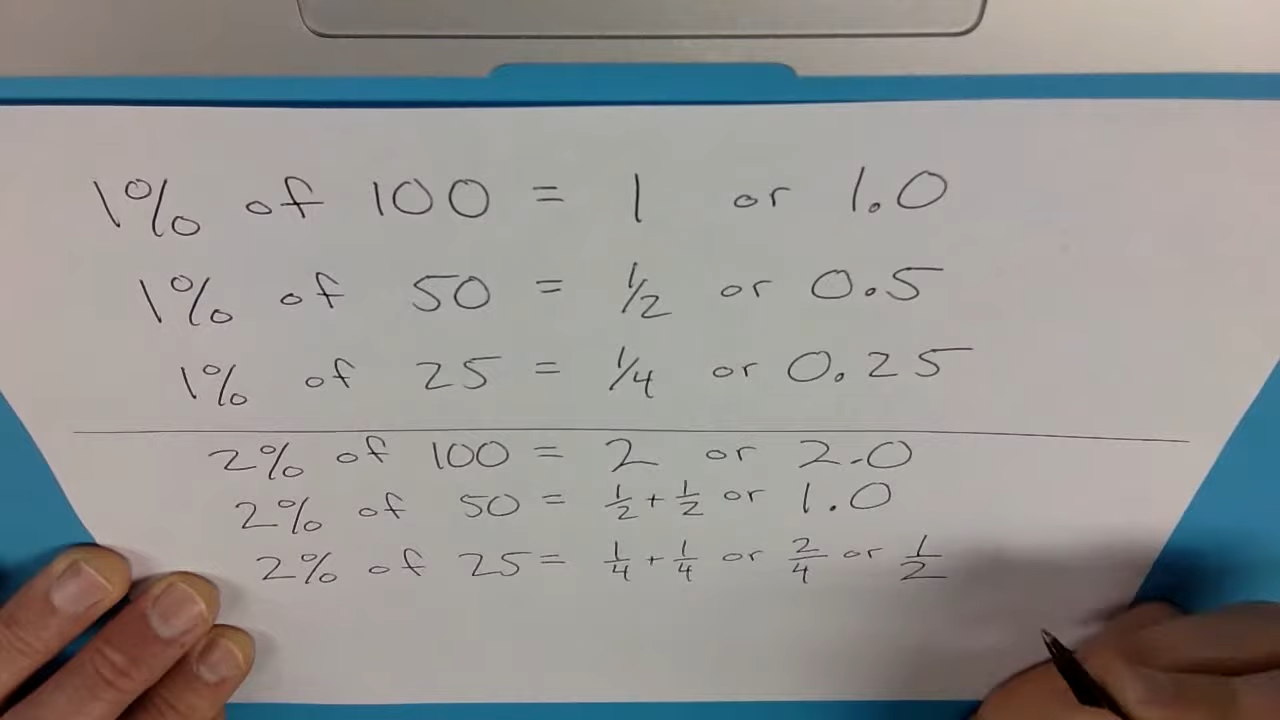 1% of 100 = 1 or 1.0
1% of 50 = 1/2 or 0.5
1% of 25 = 1/4 or 0.25
2% of 100 = 2 or 2.0
2% of 50 = 1/2 + 1/2 or 1.0
2% of 25 = 1/4 + 1/4 or 2/4 or 1/2